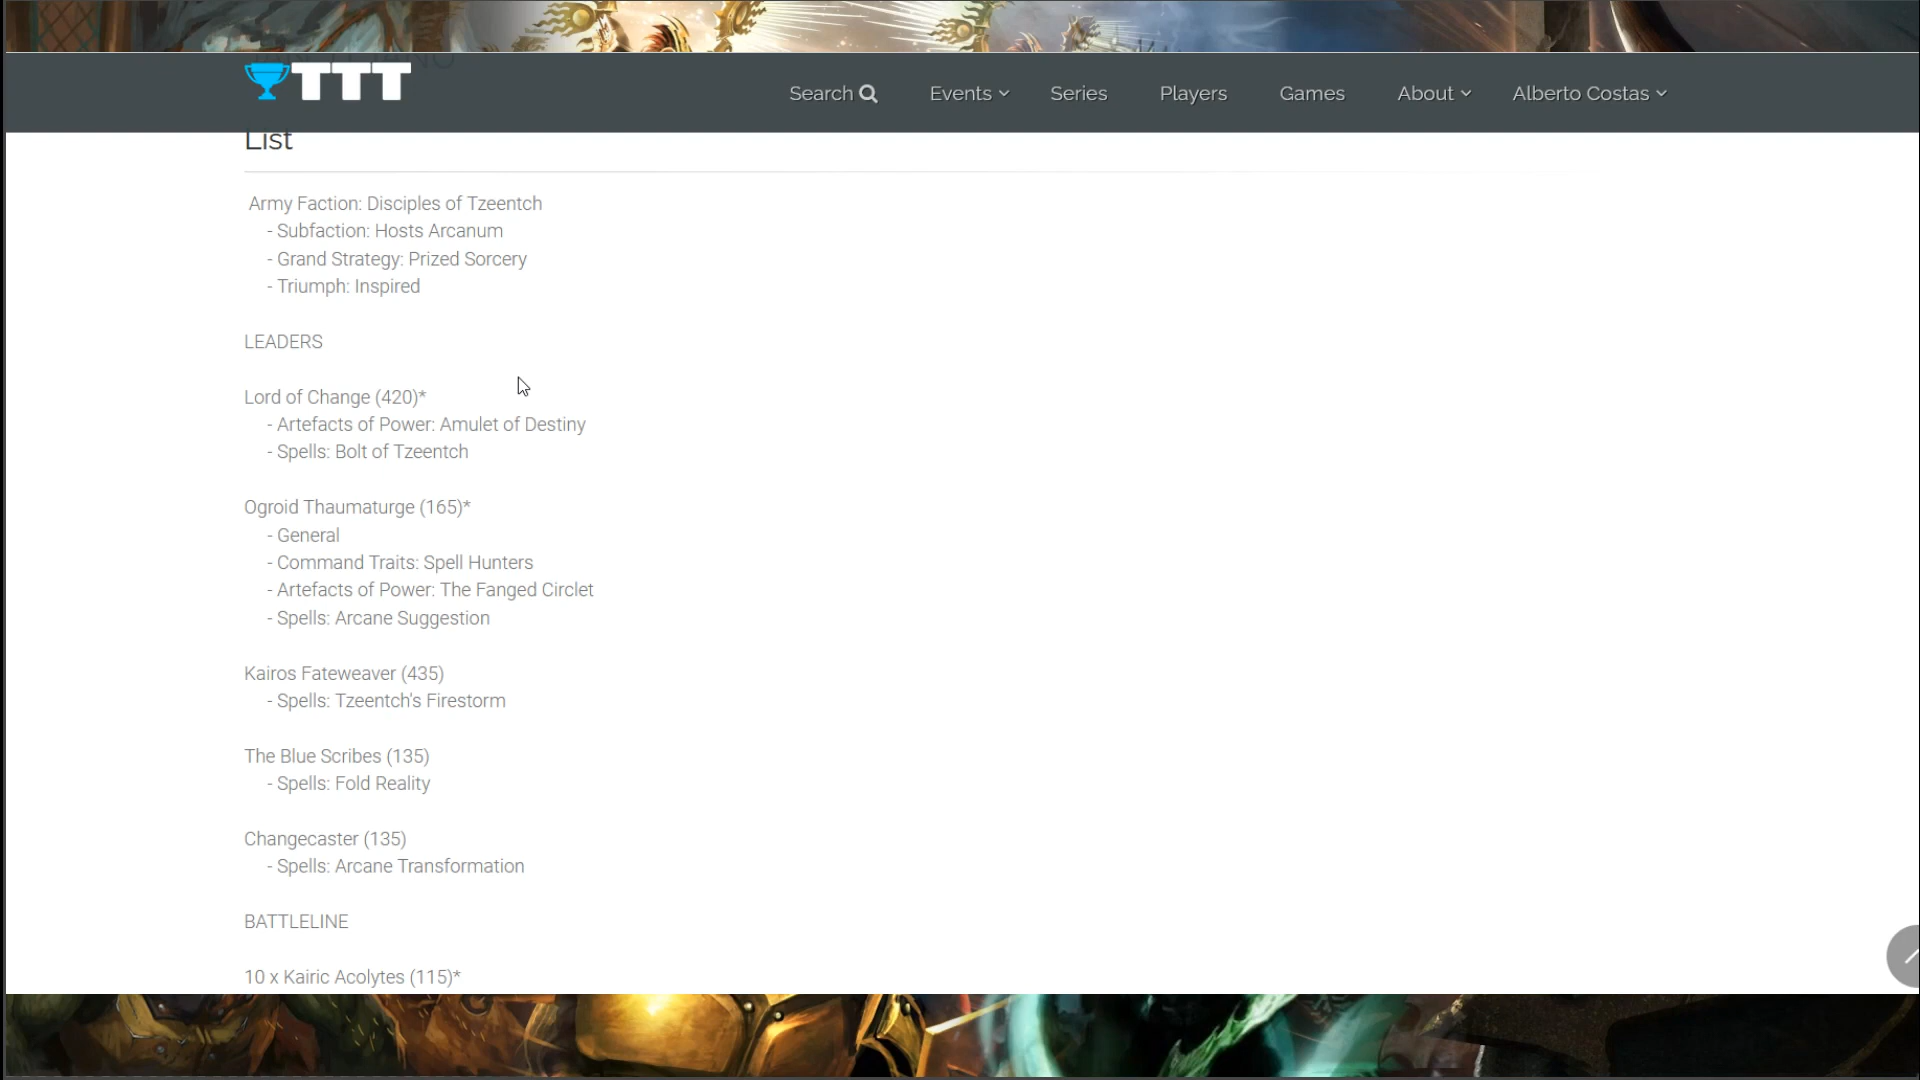 TTT
Search
Events
Series
Players
Games
About
Alberto Costas
List
Army Faction: Disciples of Tzeentch
- Subfaction: Hosts Arcanum
- Grand Strategy: Prized Sorcery
- Triumph: Inspired
LEADERS
Lord of Change (420)*
- Artefacts of Power: Amulet of Destiny
- Spells: Bolt of Tzeentch
Ogroid Thaumaturge (165)*
- General
- Command Traits: Spell Hunters
- Artefacts of Power: The Fanged Circlet
- Spells: Arcane Suggestion
Kairos Fateweaver (435)
- Spells: Tzeentch's Firestorm
The Blue Scribes (135)
- Spells: Fold Reality
Changecaster (135)
- Spells: Arcane Transformation
BATTLELINE
10 x Kairic Acolytes (115)*